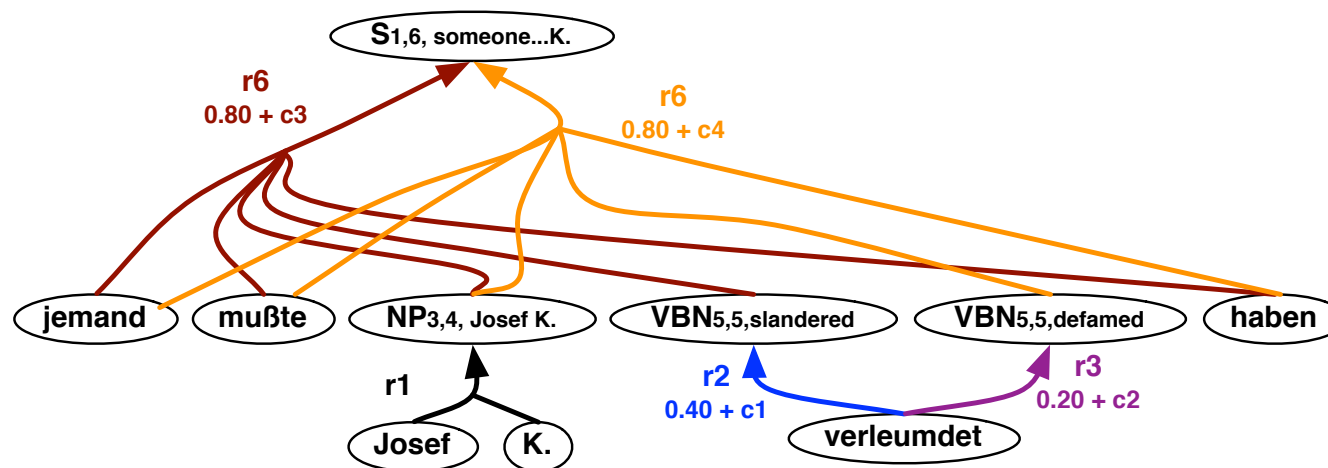 S1,6, someone...K.
r6
0.80 + c3
r6
0.80 + c4
jemand
mußte
NP3,4, Josef K.
VBN5,5,slandered
VBN5,5,defamed
haben
r1
r2
0.40 + c1
r3
0.20 + c2
Josef
K.
verleumdet